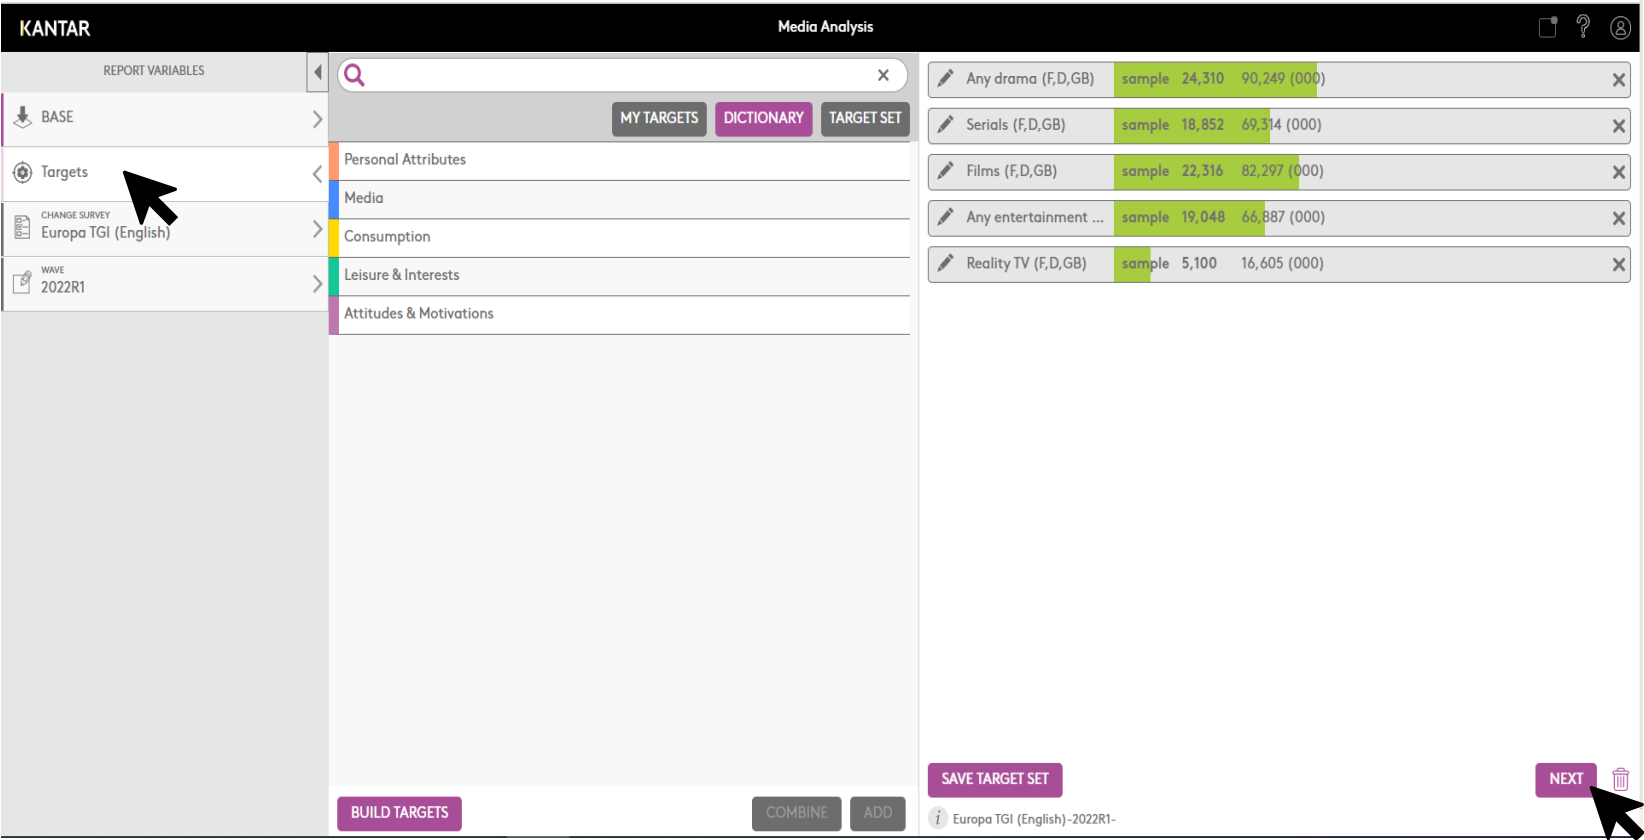 KANTAR
Media Analysis
REPORT VARIABLES
BASE
Targets
CHANGE SURVEY
Europa TGI (English)
WAVE
2022R1
MY TARGETS
DICTIONARY
TARGET SET
Personal Attributes
Media
Consumption
Leisure & Interests
Attitudes & Motivations
BUILD TARGETS
COMBINE
ADD
Any drama (F,D,GB) sample 24,310 90,249 (000)
Serials (F,D,GB) sample 18,852 69,314 (000)
Films (F,D,GB) sample 22,316 82,297 (000)
Any entertainment ... sample 19,048 66,887 (000)
Reality TV (F,D,GB) sample 5,100 16,605 (000)
SAVE TARGET SET
NEXT
i Europa TGI (English)-2022R1-